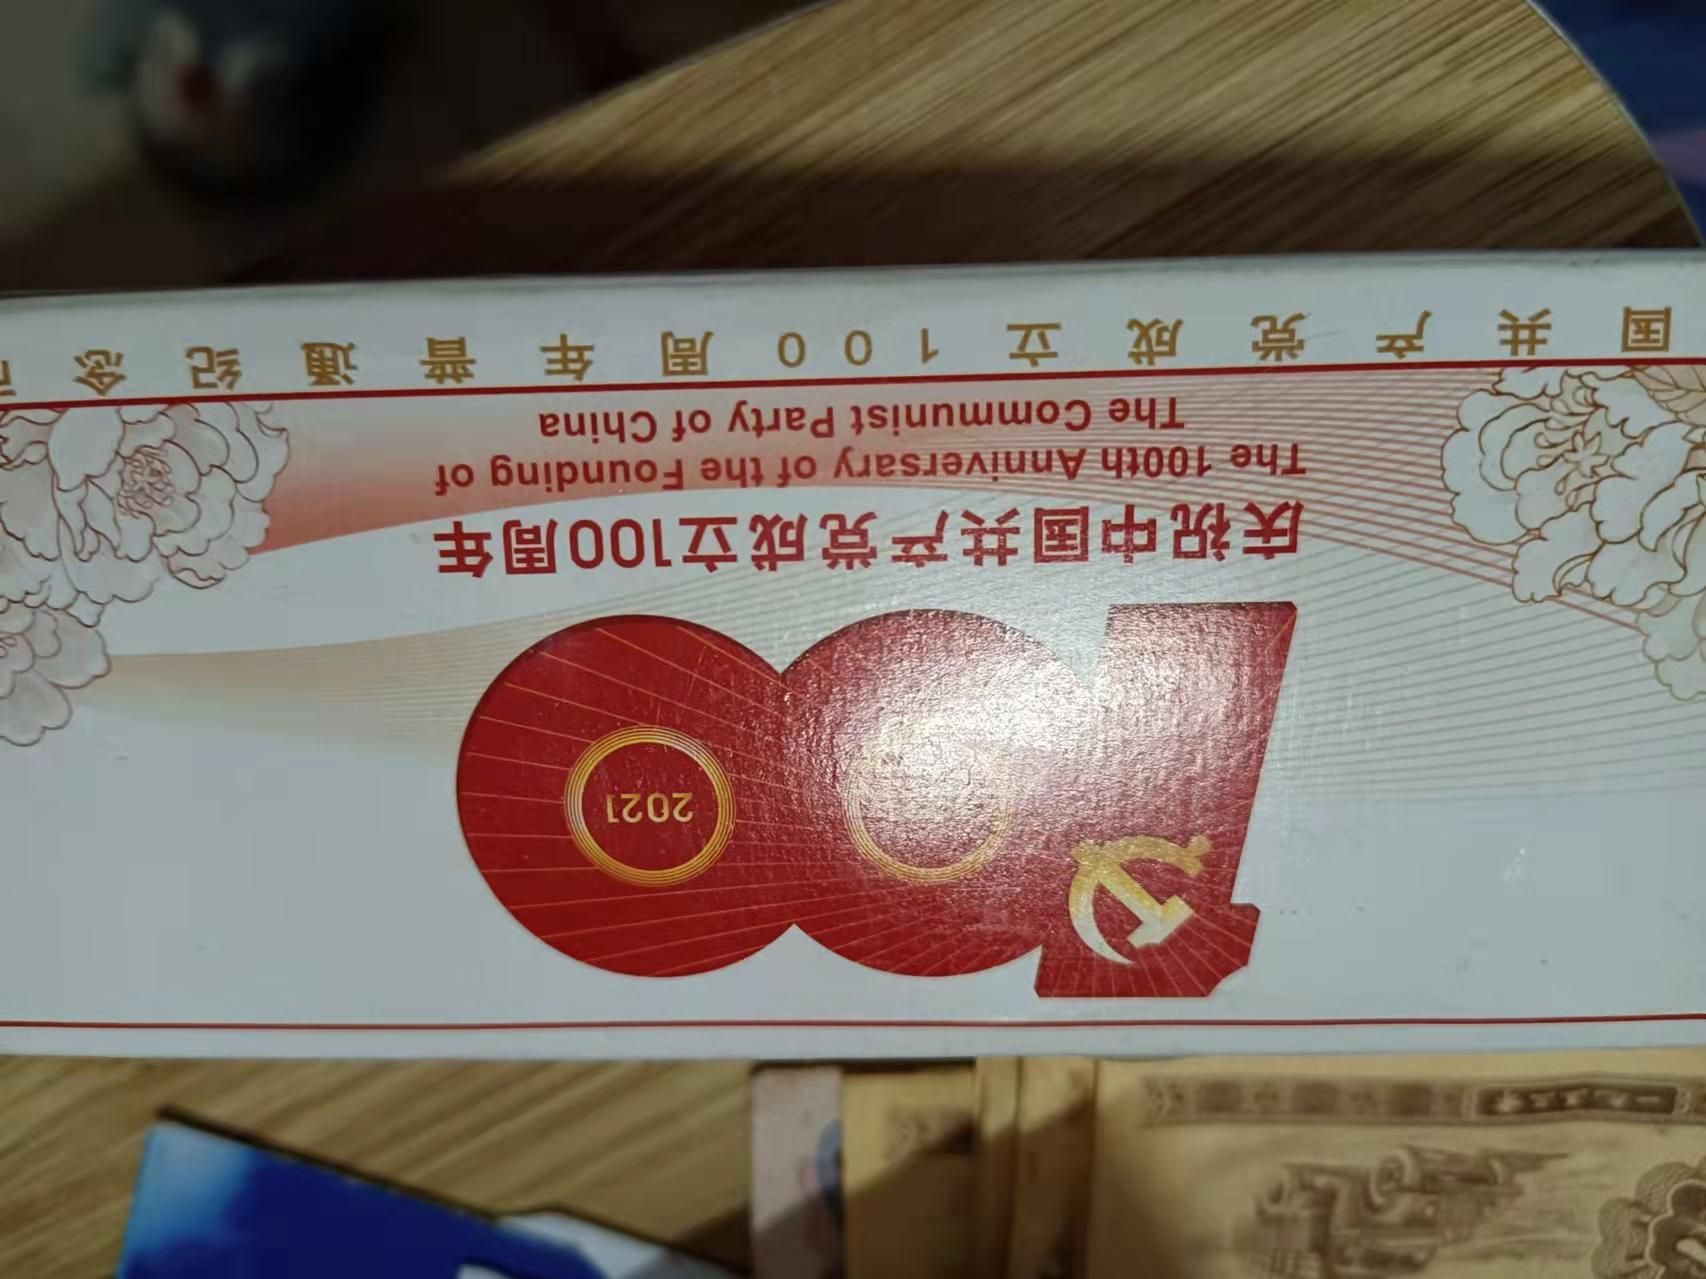 2021
庆祝中国共产党成立100周年
The 100th Anniversary of the Founding of
The Communist Party of China
国共产党成立100周年普通纪念币